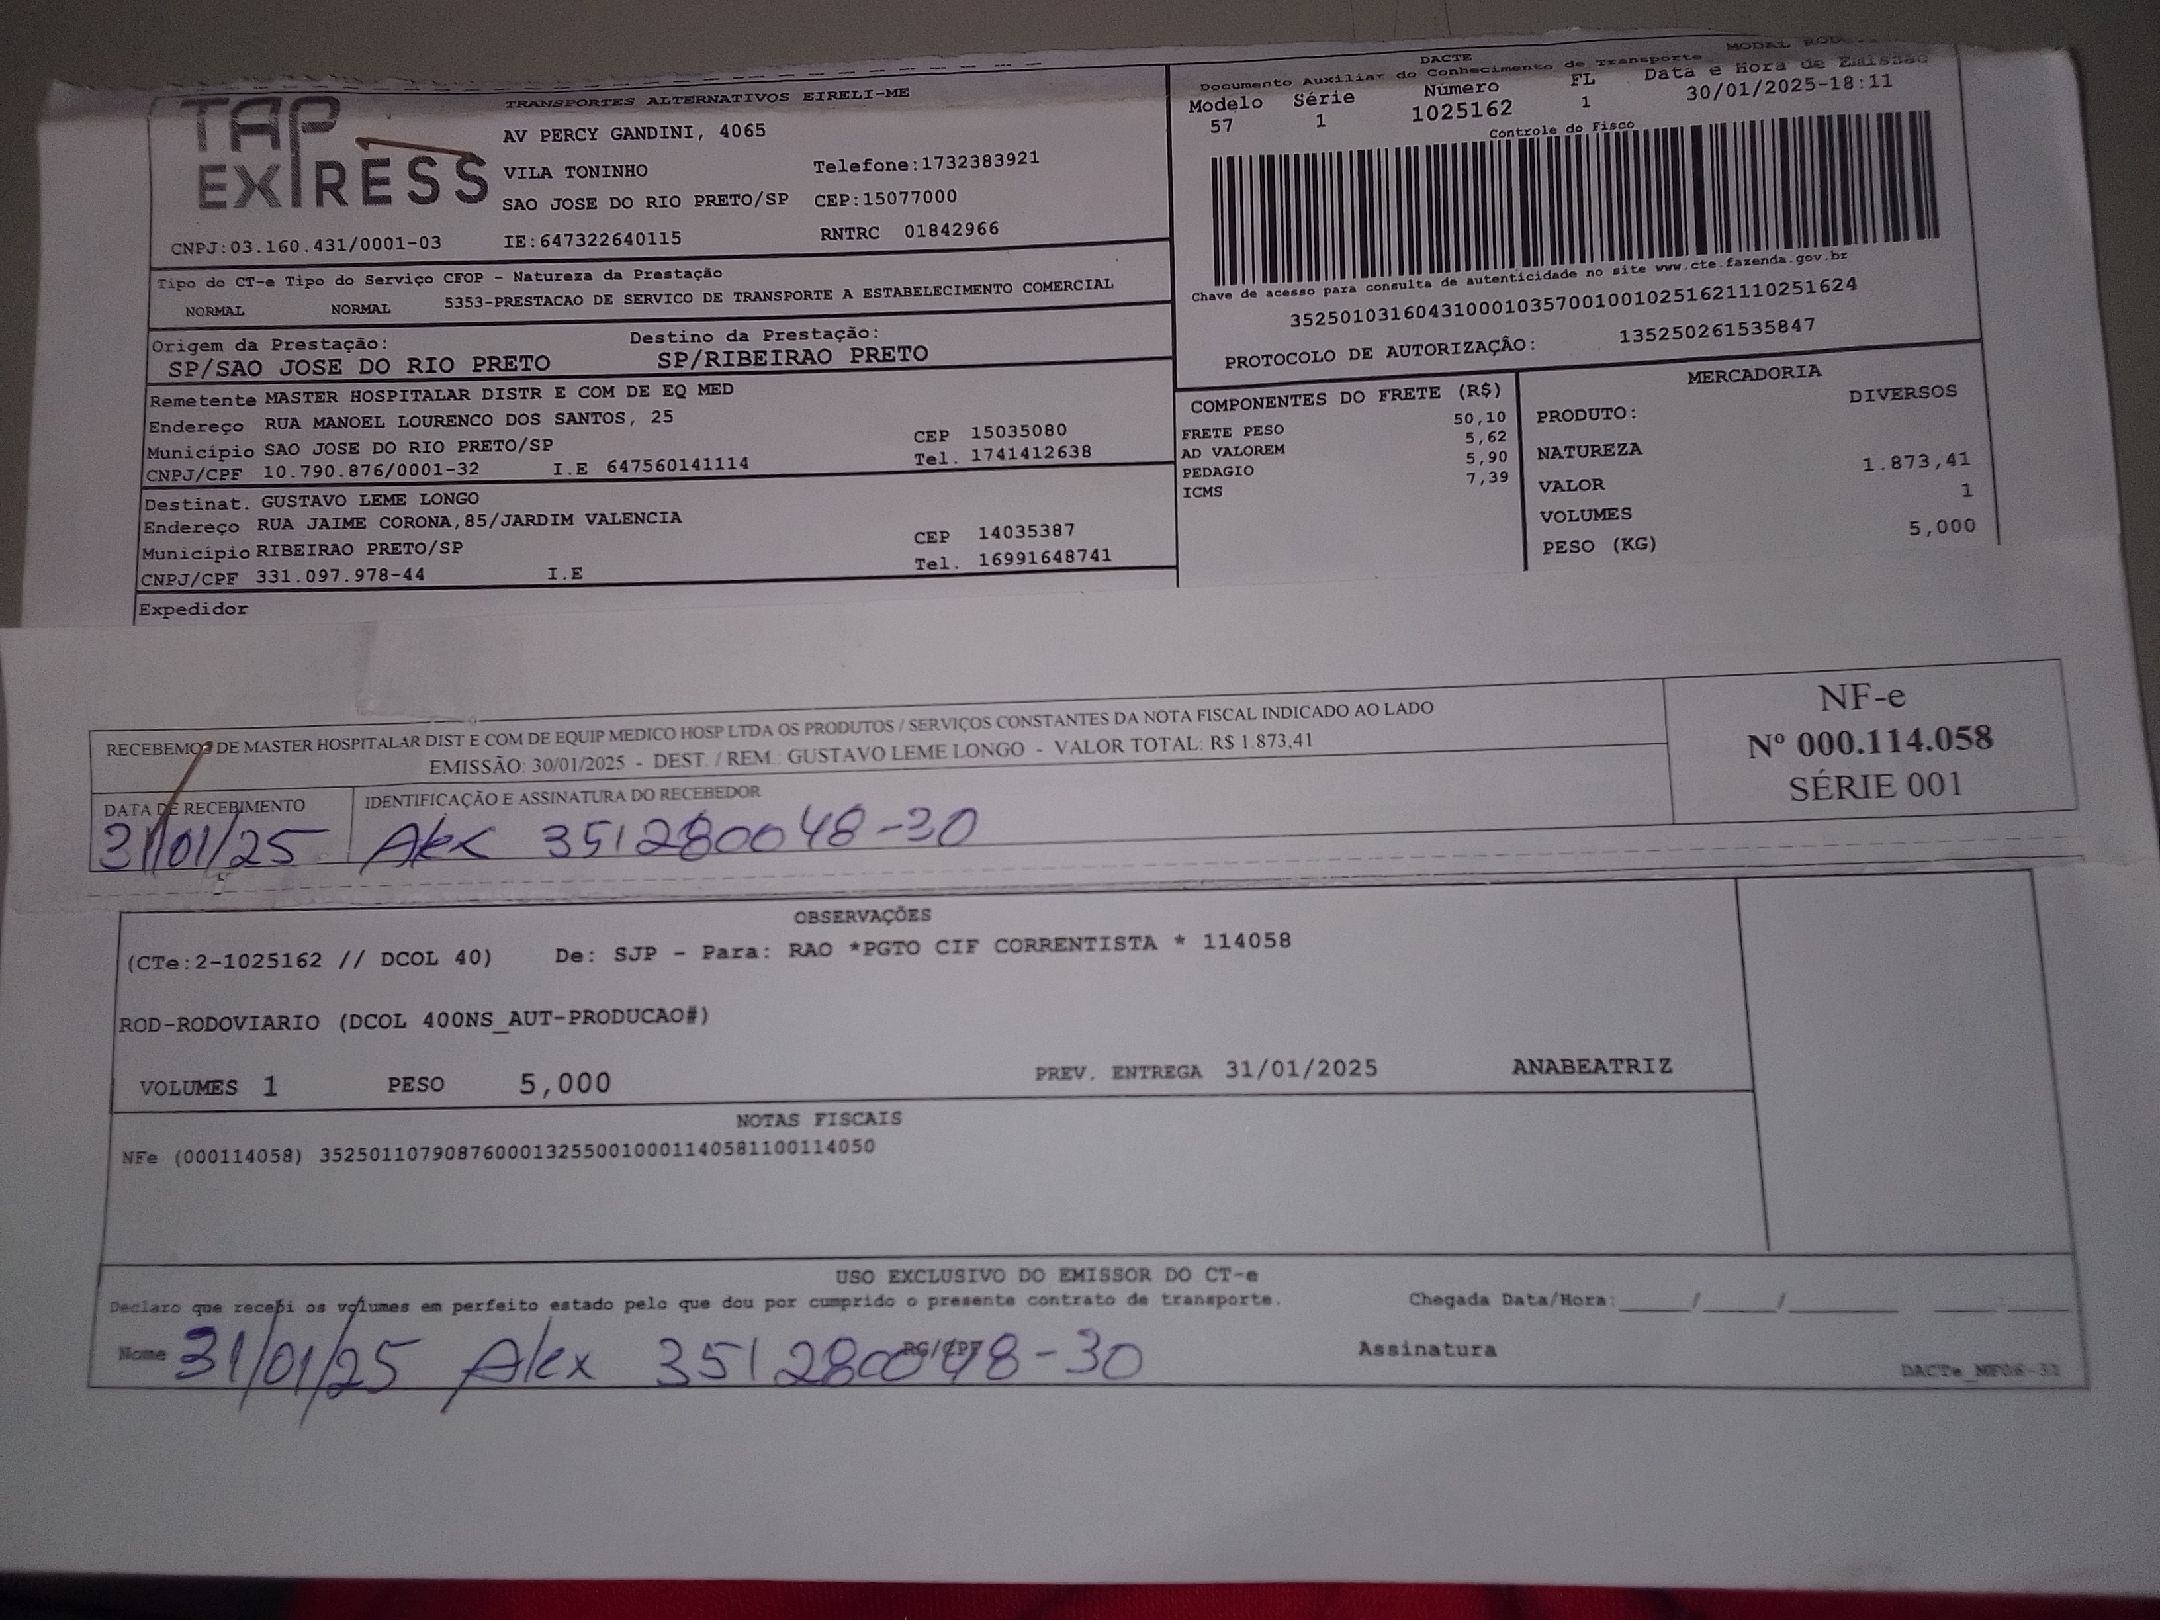 TAP EXPRESS
TRANSPORTES ALTERNATIVOS EIRELI-ME
AV PERCY GANDINI, 4065
VILA TONINHO Telefone:1732383921
SAO JOSE DO RIO PRETO/SP CEP:15077000
CNPJ:03.160.431/0001-03 IE:647322640115 RNTRC 01842966
DACTE
Documento Auxiliar do Conhecimento de Transporte MODAL
Modelo Série Número FL Data e Hora de Emissão
57 1 1025162 1 30/01/2025-18:11
Controle do Fisco
Chave de acesso para consulta de autenticidade no site www.cte.fazenda.gov.br
35250103160431000103570010010251621110251624
PROTOCOLO DE AUTORIZAÇÃO: 135250261535847
Tipo do CT-e Tipo do Serviço CFOP - Natureza da Prestação
NORMAL NORMAL 5353-PRESTACAO DE SERVICO DE TRANSPORTE A ESTABELECIMENTO COMERCIAL
Origem da Prestação: Destino da Prestação:
SP/SAO JOSE DO RIO PRETO SP/RIBEIRAO PRETO
Remetente MASTER HOSPITALAR DISTR E COM DE EQ MED
Endereço RUA MANOEL LOURENCO DOS SANTOS, 25
Município SAO JOSE DO RIO PRETO/SP CEP 15035080
CNPJ/CPF 10.790.876/0001-32 I.E 647560141114 Tel. 1741412638
Destinat. GUSTAVO LEME LONGO
Endereço RUA JAIME CORONA,85/JARDIM VALENCIA
Município RIBEIRAO PRETO/SP CEP 14035387
CNPJ/CPF 331.097.978-44 I.E Tel. 16991648741
Expedidor
COMPONENTES DO FRETE (R$)
FRETE PESO 50,10
AD VALOREM 5,62
PEDAGIO 5,90
ICMS 7,39
MERCADORIA
PRODUTO: DIVERSOS
NATUREZA
VALOR 1.873,41
VOLUMES 1
PESO (KG) 5,000
RECEBEMOS DE MASTER HOSPITALAR DIST E COM DE EQUIP MEDICO HOSP LTDA OS PRODUTOS / SERVIÇOS CONSTANTES DA NOTA FISCAL INDICADO AO LADO
EMISSÃO: 30/01/2025 - DEST. / REM.: GUSTAVO LEME LONGO - VALOR TOTAL: R$ 1.873,41
DATA DE RECEBIMENTO IDENTIFICAÇÃO E ASSINATURA DO RECEBEDOR
31/01/25 Alex 351280048-30
NF-e
Nº 000.114.058
SÉRIE 001
OBSERVAÇÕES
(CTe:2-1025162 // DCOL 40) De: SJP - Para: RAO *PGTO CIF CORRENTISTA * 114058
ROD-RODOVIARIO (DCOL 400NS_AUT-PRODUCAO#)
VOLUMES 1 PESO 5,000 PREV. ENTREGA 31/01/2025 ANABEATRIZ
NOTAS FISCAIS
NFe (000114058) 35250110790876000132550010001140581100114050
USO EXCLUSIVO DO EMISSOR DO CT-e
Declaro que recebi os volumes em perfeito estado pelo que dou por cumprido o presente contrato de transporte. Chegada Data/Hora: / / :
Nome 31/01/25 Alex RG/CPF 351280048-30 Assinatura